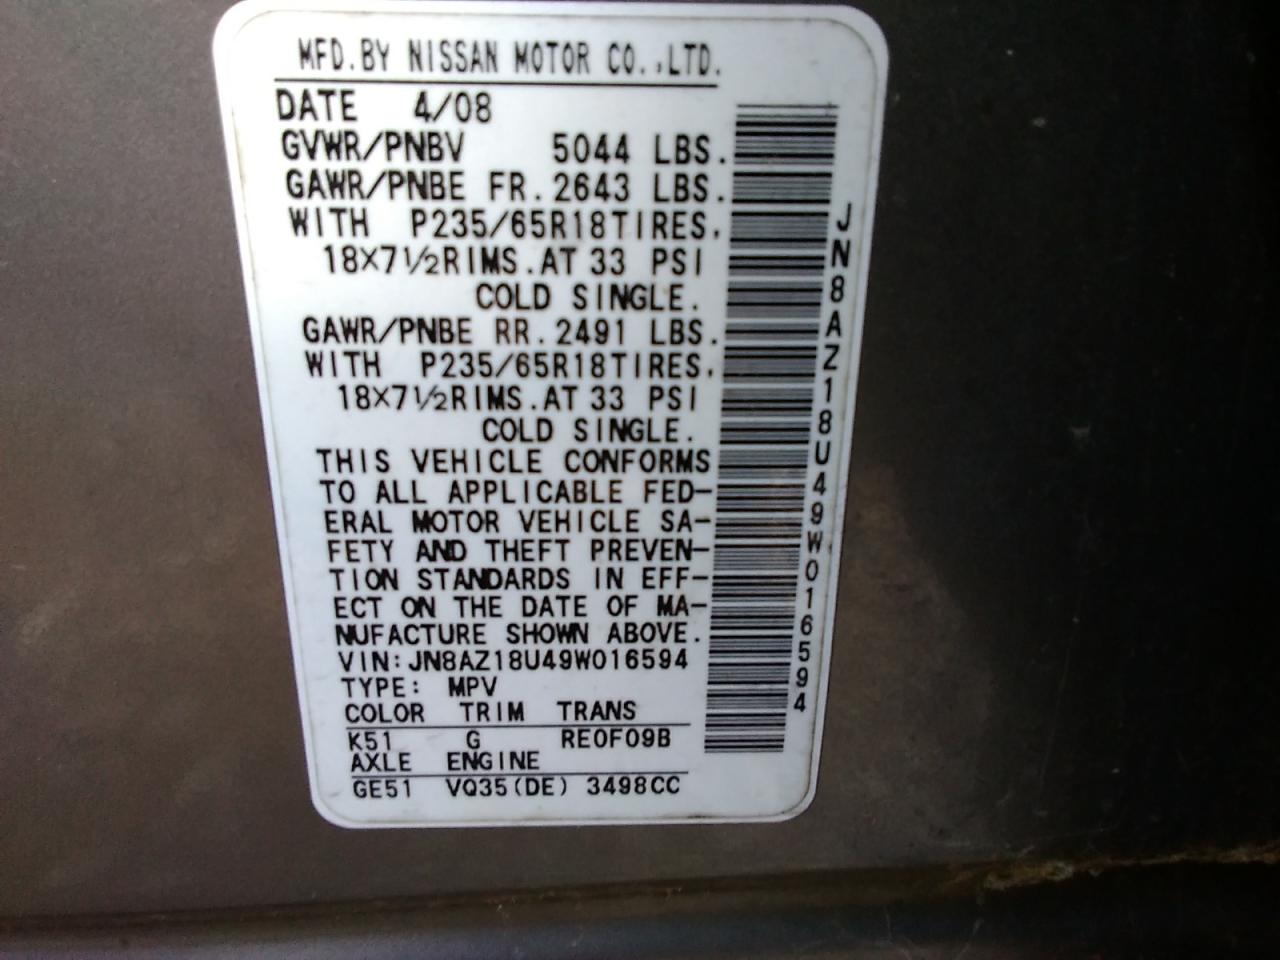 MFD.BY NISSAN MOTOR CO.,LTD.
DATE 4/08
GVWR/PNBV 5044 LBS.
GAWR/PNBE FR.2643 LBS.
WITH P235/65R18TIRES,
18×7½RIMS.AT 33 PSI
COLD SINGLE.
GAWR/PNBE RR.2491 LBS.
WITH P235/65R18TIRES,
18×7½RIMS.AT 33 PSI
COLD SINGLE.
THIS VEHICLE CONFORMS
TO ALL APPLICABLE FED-
ERAL MOTOR VEHICLE SA-
FETY AND THEFT PREVEN-
TION STANDARDS IN EFF-
ECT ON THE DATE OF MA-
NUFACTURE SHOWN ABOVE.
VIN:JN8AZ18U49W016594
TYPE: MPV
COLOR TRIM TRANS
K51 G RE0F09B
AXLE ENGINE
GE51 VQ35(DE) 3498CC
JN8AZ18U49W016594